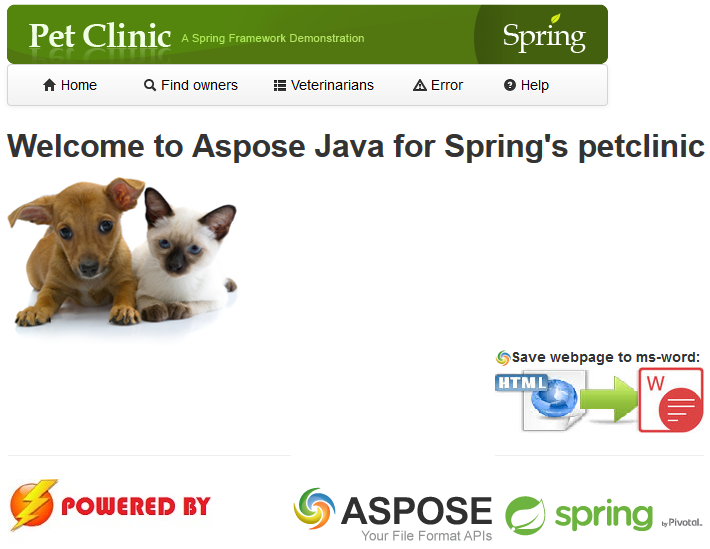 Pet Clinic A Spring Framework Demonstration Spring
Home Find owners Veterinarians Error Help
Welcome to Aspose Java for Spring's petclinic
Save webpage to ms-word:
HTML W
POWERED BY
ASPOSE
Your File Format APIs
spring by Pivotal.